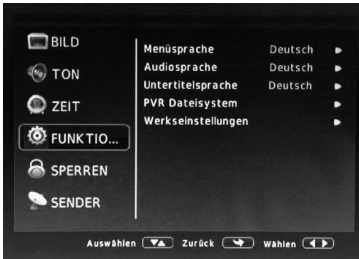 BILD
TON
ZEIT
FUNKTIO...
SPERREN
SENDER
Menüsprache Deutsch
Audiosprache Deutsch
Untertitelsprache Deutsch
PVR Dateisystem
Werkseinstellungen
Auswählen Zurück Wählen